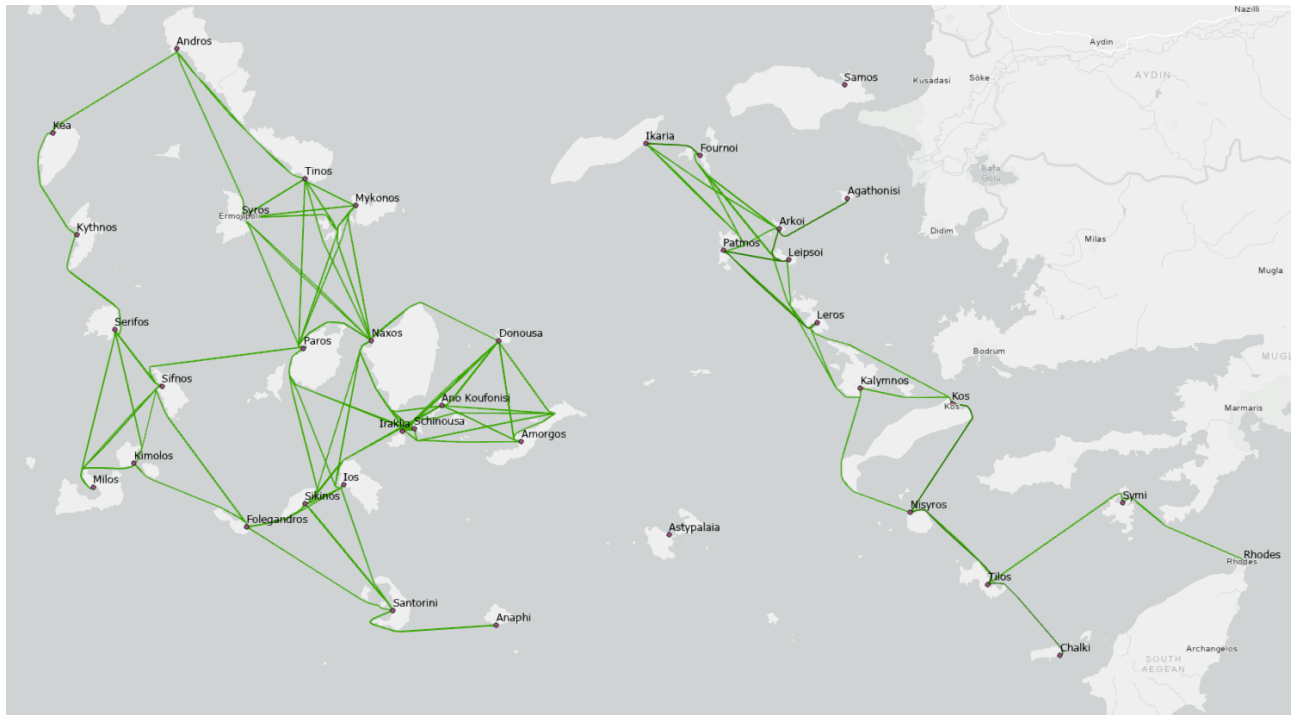 Nazilli
Andros
Aydin
Kusadasi
Söke
AYDIN
Samos
Kea
Ikaria
Fournoi
Bafa
Golu
Tinos
Agathonisi
Mykonos
Syros
Ermoupoli
Kythnos
Arkoi
Didim
Milas
Patmos
Leipsoi
Mugla
Serifos
Leros
Paros
Naxos
Donousa
Bodrum
MUGL
Sifnos
Kalymnos
Kos
Kos
Ano Koufonisi
Marmaris
Iraklia
Schinousa
Amorgos
Kimolos
Milos
Ios
Sikinos
Symi
Nisyros
Folegandros
Astypalaia
Rhodes
Rhodes
Tilos
Santorini
Anaphi
Chalki
Archangelos
SOUTH
AEGEAN